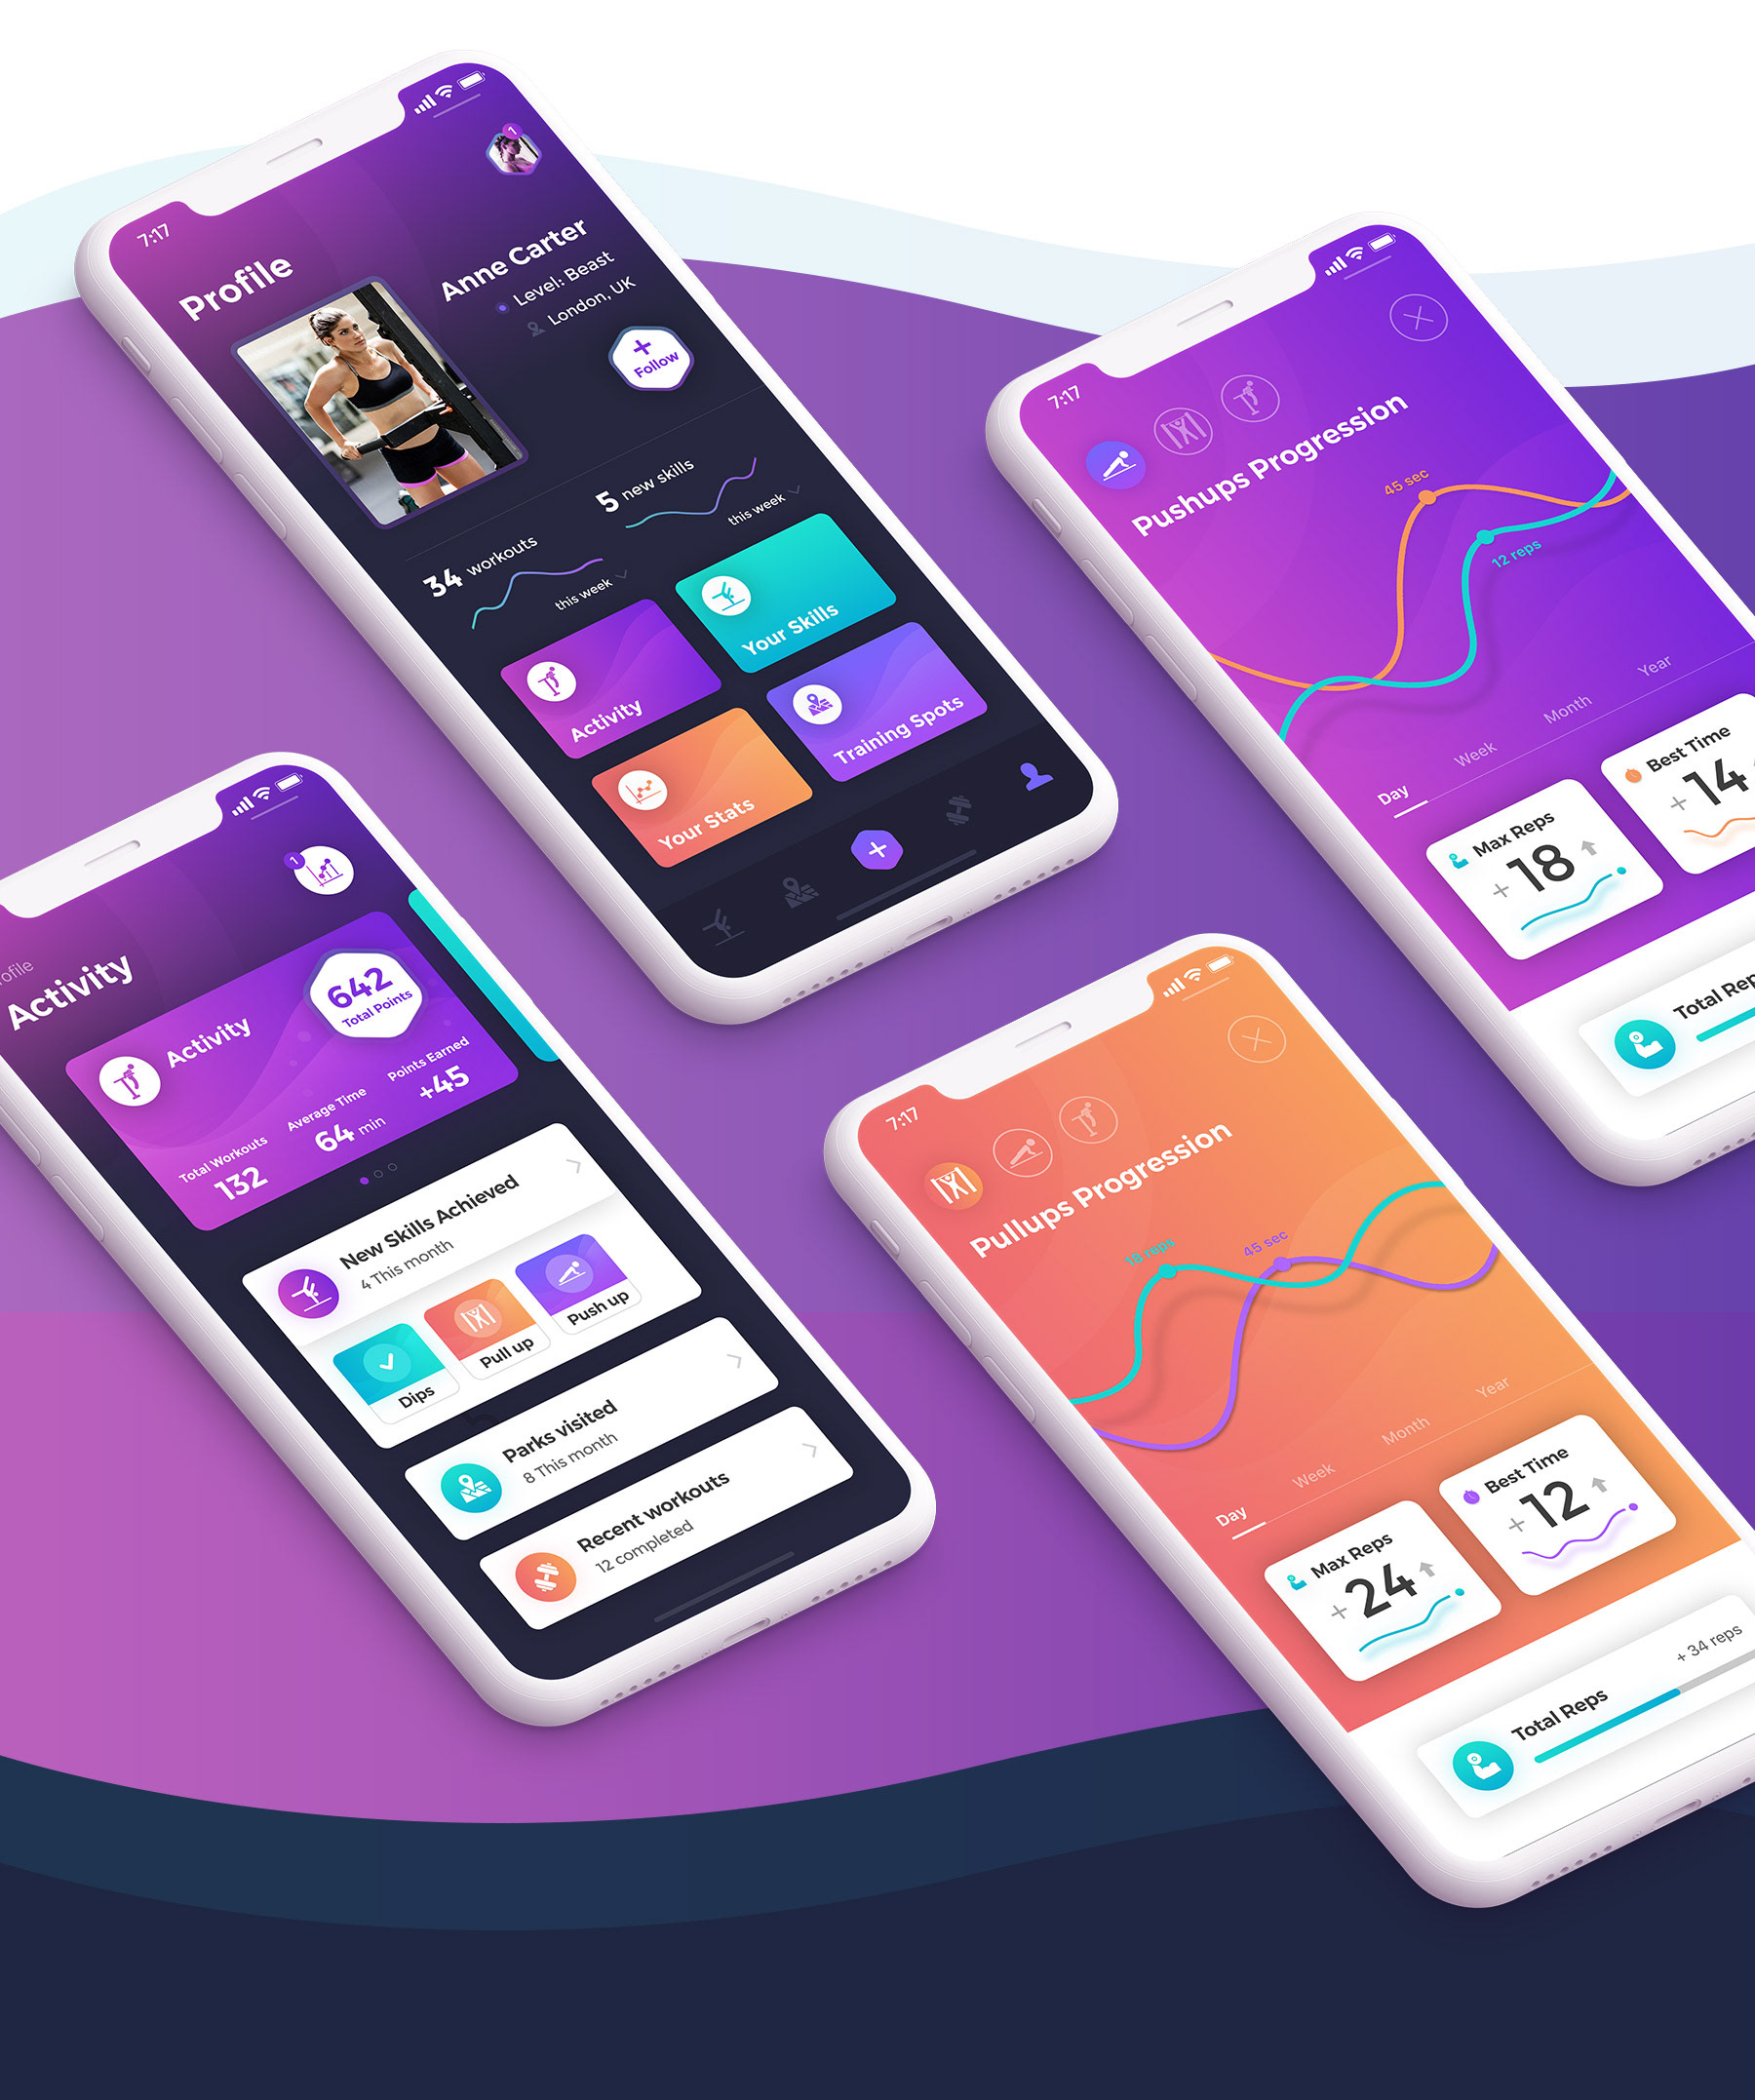 7:17
1
Profile
Anne Carter
Level: Beast
London, UK
+
Follow
34 workouts
this week
5 new skills
this week
Activity
Your Skills
Your Stats
Training Spots
+
7:17
Pushups Progression
45 sec
12 reps
Day
Week
Month
Year
Max Reps
+ 18
Best Time
+ 14
Total Rep
1
rofile
Activity
Activity
642
Total Points
Total Workouts
132
Average Time
64 min
Points Earned
+45
New Skills Achieved
4 This month
Dips
Pull up
Push up
Parks visited
8 This month
Recent workouts
12 completed
7:17
Pullups Progression
18 reps
45 sec
Day
Week
Month
Year
Max Reps
+ 24
Best Time
+ 12
Total Reps
+ 34 reps